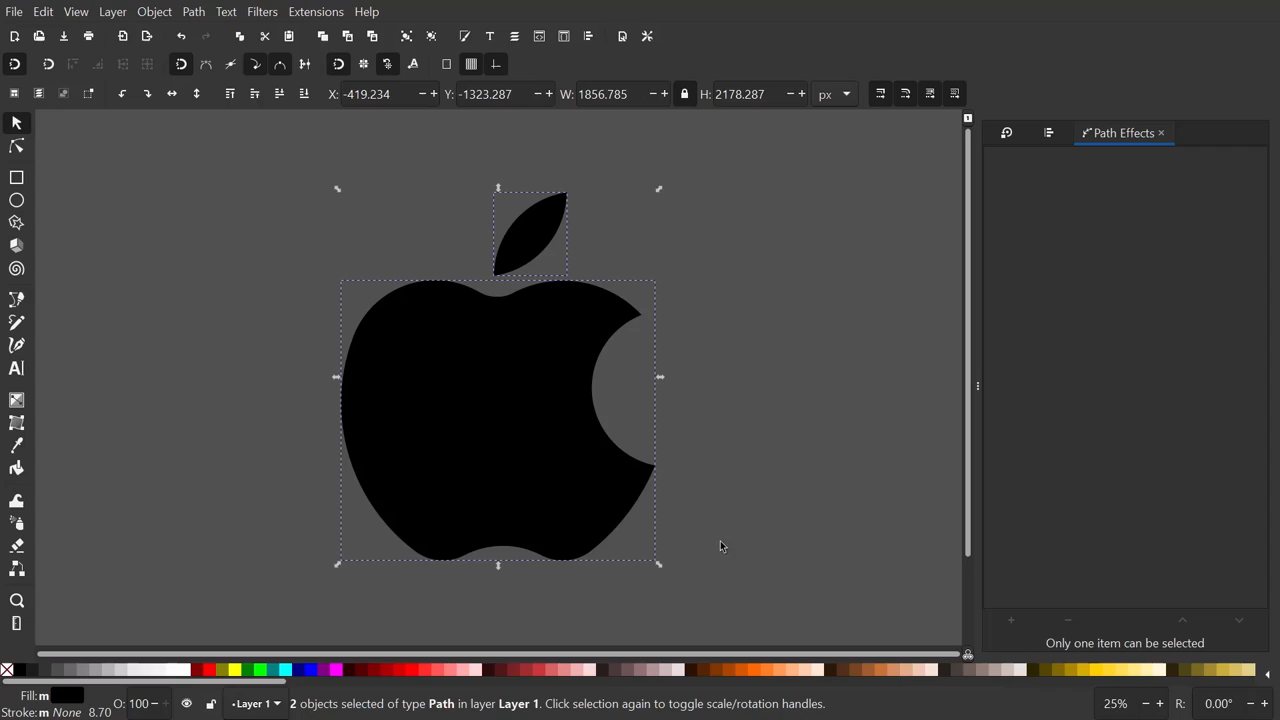 File Edit View Layer Object Path Text Filters Extensions Help
X: -419.234 − + Y: -1323.287 − + W: 1856.785 − + H: 2178.287 − + px
1
Path Effects ×
Only one item can be selected
Fill: m
Stroke: m None 8.70
O: 100 − +
Layer 1
2 objects selected of type Path in layer Layer 1. Click selection again to toggle scale/rotation handles.
Z: 25% − + R: 0.00° − +